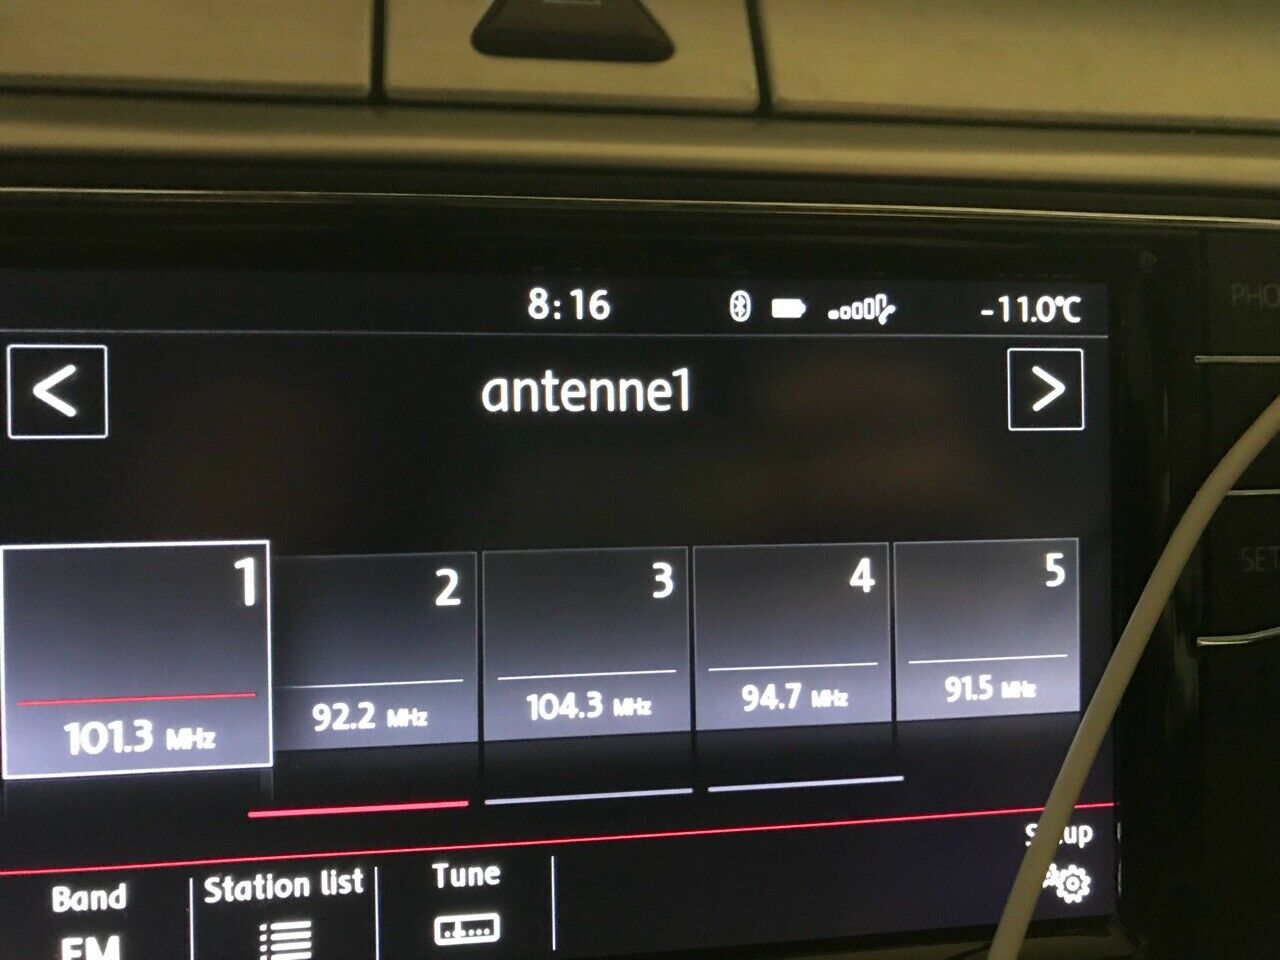 8:16 -11.0°C
antenne1
1 2 3 4 5
101.3 MHz 92.2 MHz 104.3 MHz 94.7 MHz 91.5 MHz
Band Station list Tune
FM